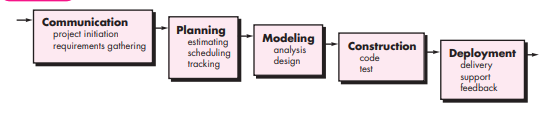 Communication
project initiation
requirements gathering
Planning
estimating
scheduling
tracking
Modeling
analysis
design
Construction
code
test
Deployment
delivery
support
feedback